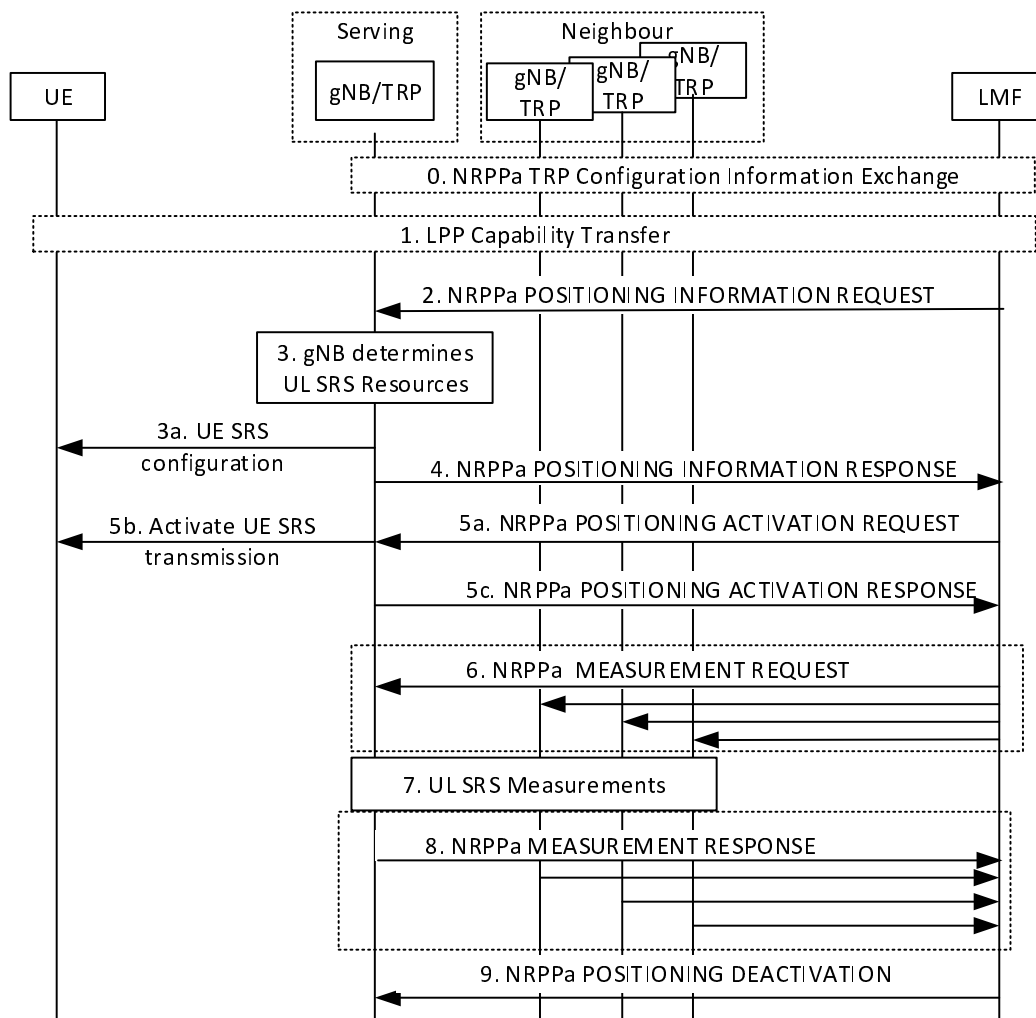 Serving
Neighbour
UE
gNB/TRP
gNB/
TRP
gNB/
TRP
gNB/
TRP
LMF
0. NRPPa TRP Configuration Information Exchange
1. LPP Capability Transfer
2. NRPPa POSITIONING INFORMATION REQUEST
3. gNB determines
UL SRS Resources
3a. UE SRS
configuration
4. NRPPa POSITIONING INFORMATION RESPONSE
5b. Activate UE SRS
transmission
5a. NRPPa POSITIONING ACTIVATION REQUEST
5c. NRPPa POSITIONING ACTIVATION RESPONSE
6. NRPPa MEASUREMENT REQUEST
7. UL SRS Measurements
8. NRPPa MEASUREMENT RESPONSE
9. NRPPa POSITIONING DEACTIVATION